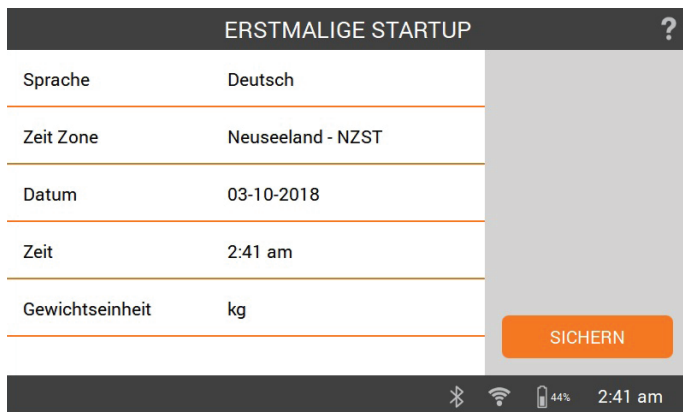 ERSTMALIGE STARTUP ?
Sprache Deutsch
Zeit Zone Neuseeland - NZST
Datum 03-10-2018
Zeit 2:41 am
Gewichtseinheit kg
SICHERN
44% 2:41 am